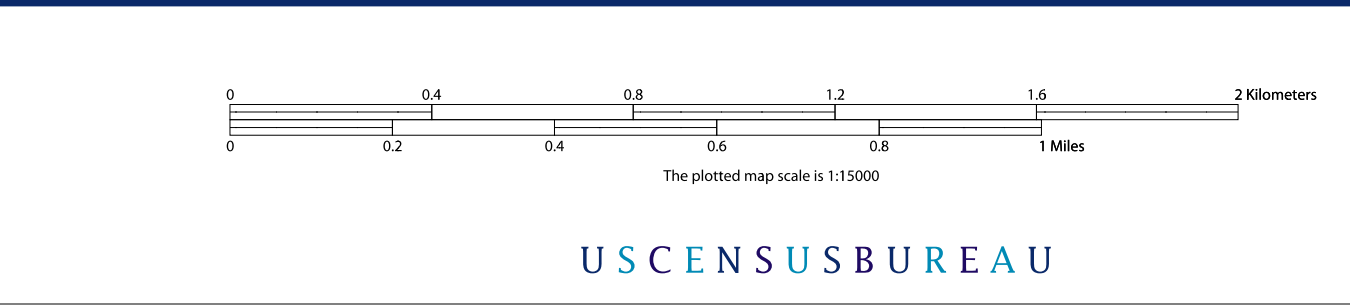 0 0.4 0.8 1.2 1.6 2 Kilometers
0 0.2 0.4 0.6 0.8 1 Miles
The plotted map scale is 1:15000
USCENSUSBUREAU